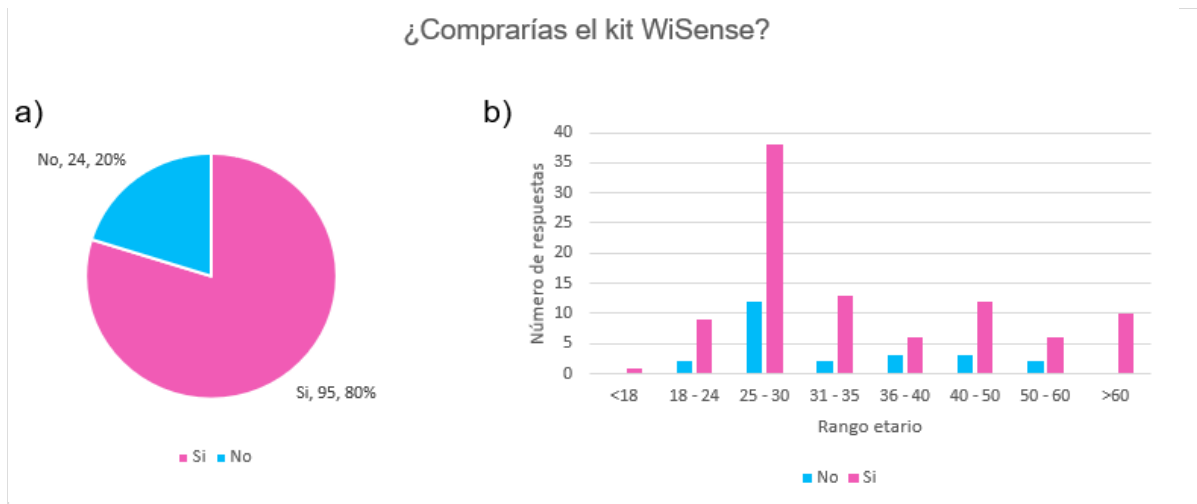 ¿Comprarías el kit WiSense?
a)
No, 24, 20%
Si, 95, 80%
Si No
b)
Número de respuestas
40
35
30
25
20
15
10
5
0
<18 18 - 24 25 - 30 31 - 35 36 - 40 40 - 50 50 - 60 >60
Rango etario
No Si